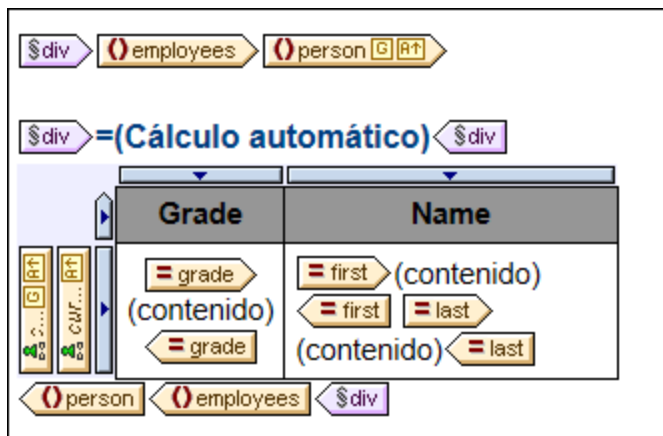 §div ()employees ()person G A↑
§div =(Cálculo automático) §div
Grade Name
= grade = first (contenido)
(contenido) = first = last
= grade (contenido) = last
... G A↑
cur... A↑
()person ()employees §div